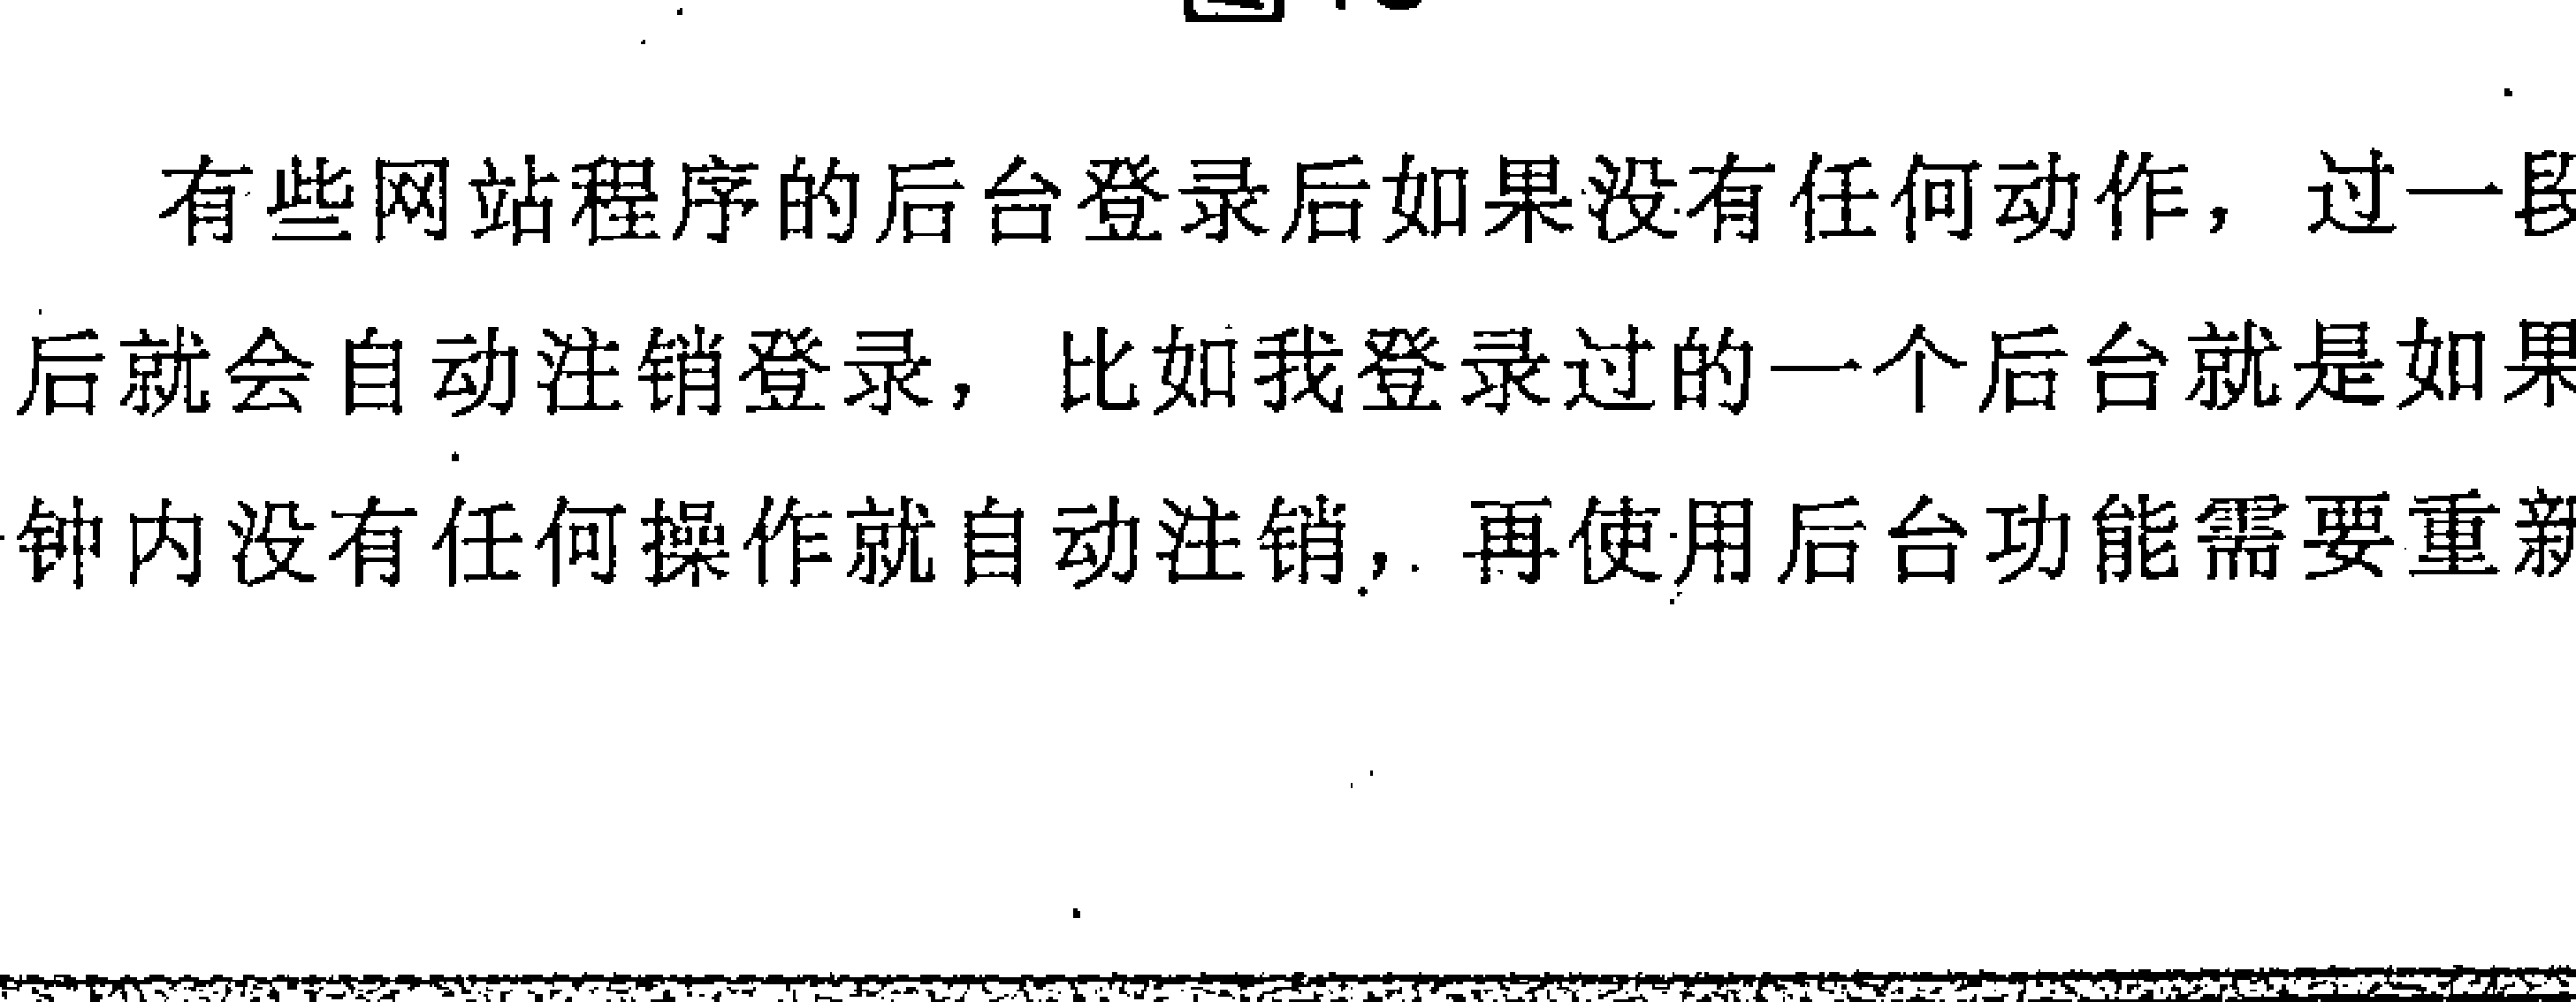 有些网站程序的后台登录后如果没有任何动作，过一段
后就会自动注销登录，比如我登录过的一个后台就是如果
钟内没有任何操作就自动注销，再使用后台功能需要重新